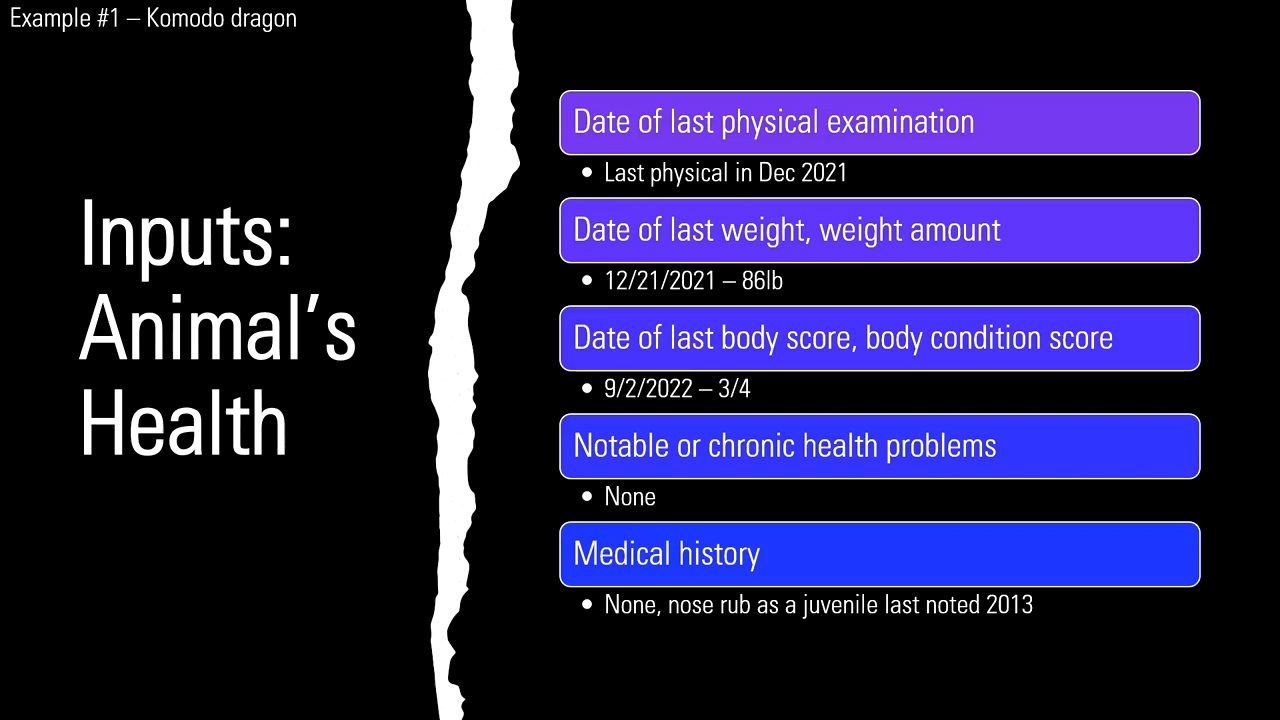 Example #1 – Komodo dragon
Inputs:
Animal’s
Health
Date of last physical examination
• Last physical in Dec 2021
Date of last weight, weight amount
• 12/21/2021 – 86lb
Date of last body score, body condition score
• 9/2/2022 – 3/4
Notable or chronic health problems
• None
Medical history
• None, nose rub as a juvenile last noted 2013